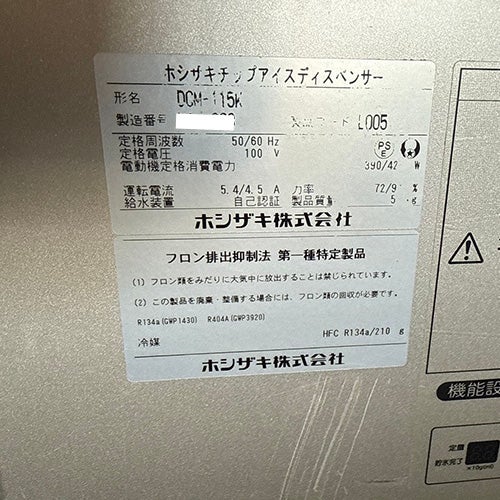 ホシザキチップアイスディスペンサー
形名 DCM-115K
製造番号 L005
定格周波数 50/60 Hz
定格電圧 100 V
電動機定格消費電力 390/42 W
PS E
運転電流 5.4/4.5 A 力率 72/9 %
給水装置 自己認証 製品質量 5 kg
ホシザキ株式会社
フロン排出抑制法 第一種特定製品
(1) フロン類をみだりに大気中に放出することは禁じられています。
(2) この製品を廃棄・整備する場合には、フロン類の回収が必要です。
R134a(GWP1430) R404A(GWP3920)
冷媒 HFC R134a/210 g
ホシザキ株式会社
機能設
定量
貯氷完了